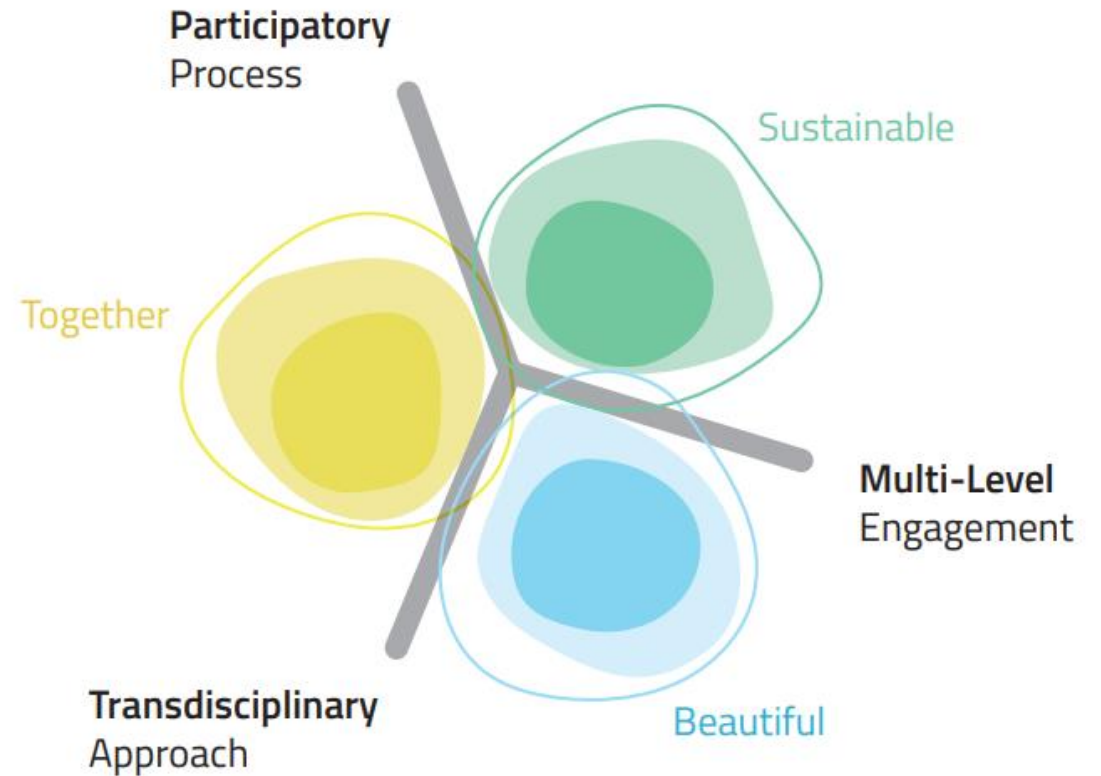 Participatory
Process
Sustainable
Together
Multi-Level
Engagement
Transdisciplinary
Approach
Beautiful